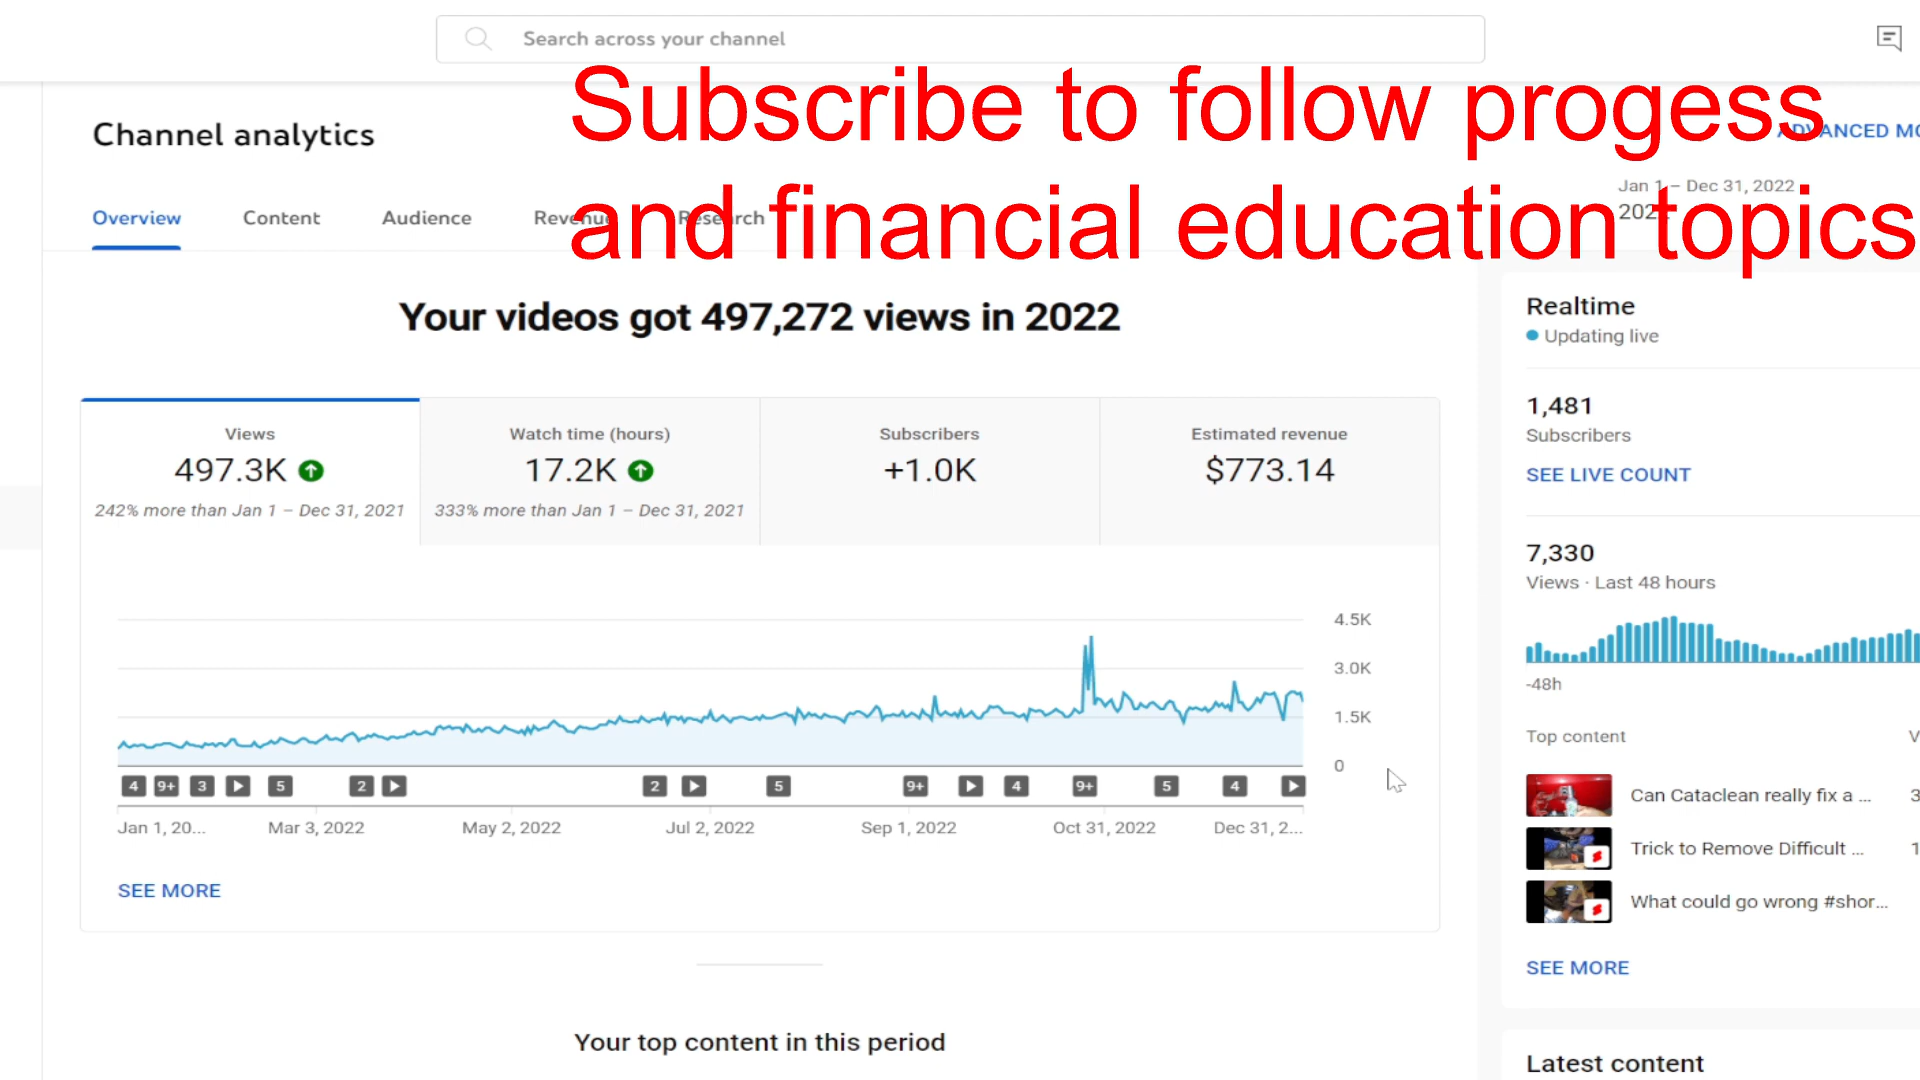 Search across your channel
Subscribe to follow progess
and financial education topics
Channel analytics
ADVANCED MO
Jan 1 – Dec 31, 2022
202
Overview
Content
Audience
Revenue
Research
Your videos got 497,272 views in 2022
Views
497.3K
242% more than Jan 1 – Dec 31, 2021
Watch time (hours)
17.2K
333% more than Jan 1 – Dec 31, 2021
Subscribers
+1.0K
Estimated revenue
$773.14
4.5K
3.0K
1.5K
0
4 9+ 3 5 2 2 5 9+ 4 9+ 5 4
Jan 1, 20... Mar 3, 2022 May 2, 2022 Jul 2, 2022 Sep 1, 2022 Oct 31, 2022 Dec 31, 2...
SEE MORE
Your top content in this period
Realtime
Updating live
1,481
Subscribers
SEE LIVE COUNT
7,330
Views · Last 48 hours
-48h
Top content V
Can Cataclean really fix a ... 3
Trick to Remove Difficult ... 1
What could go wrong #shor...
SEE MORE
Latest content